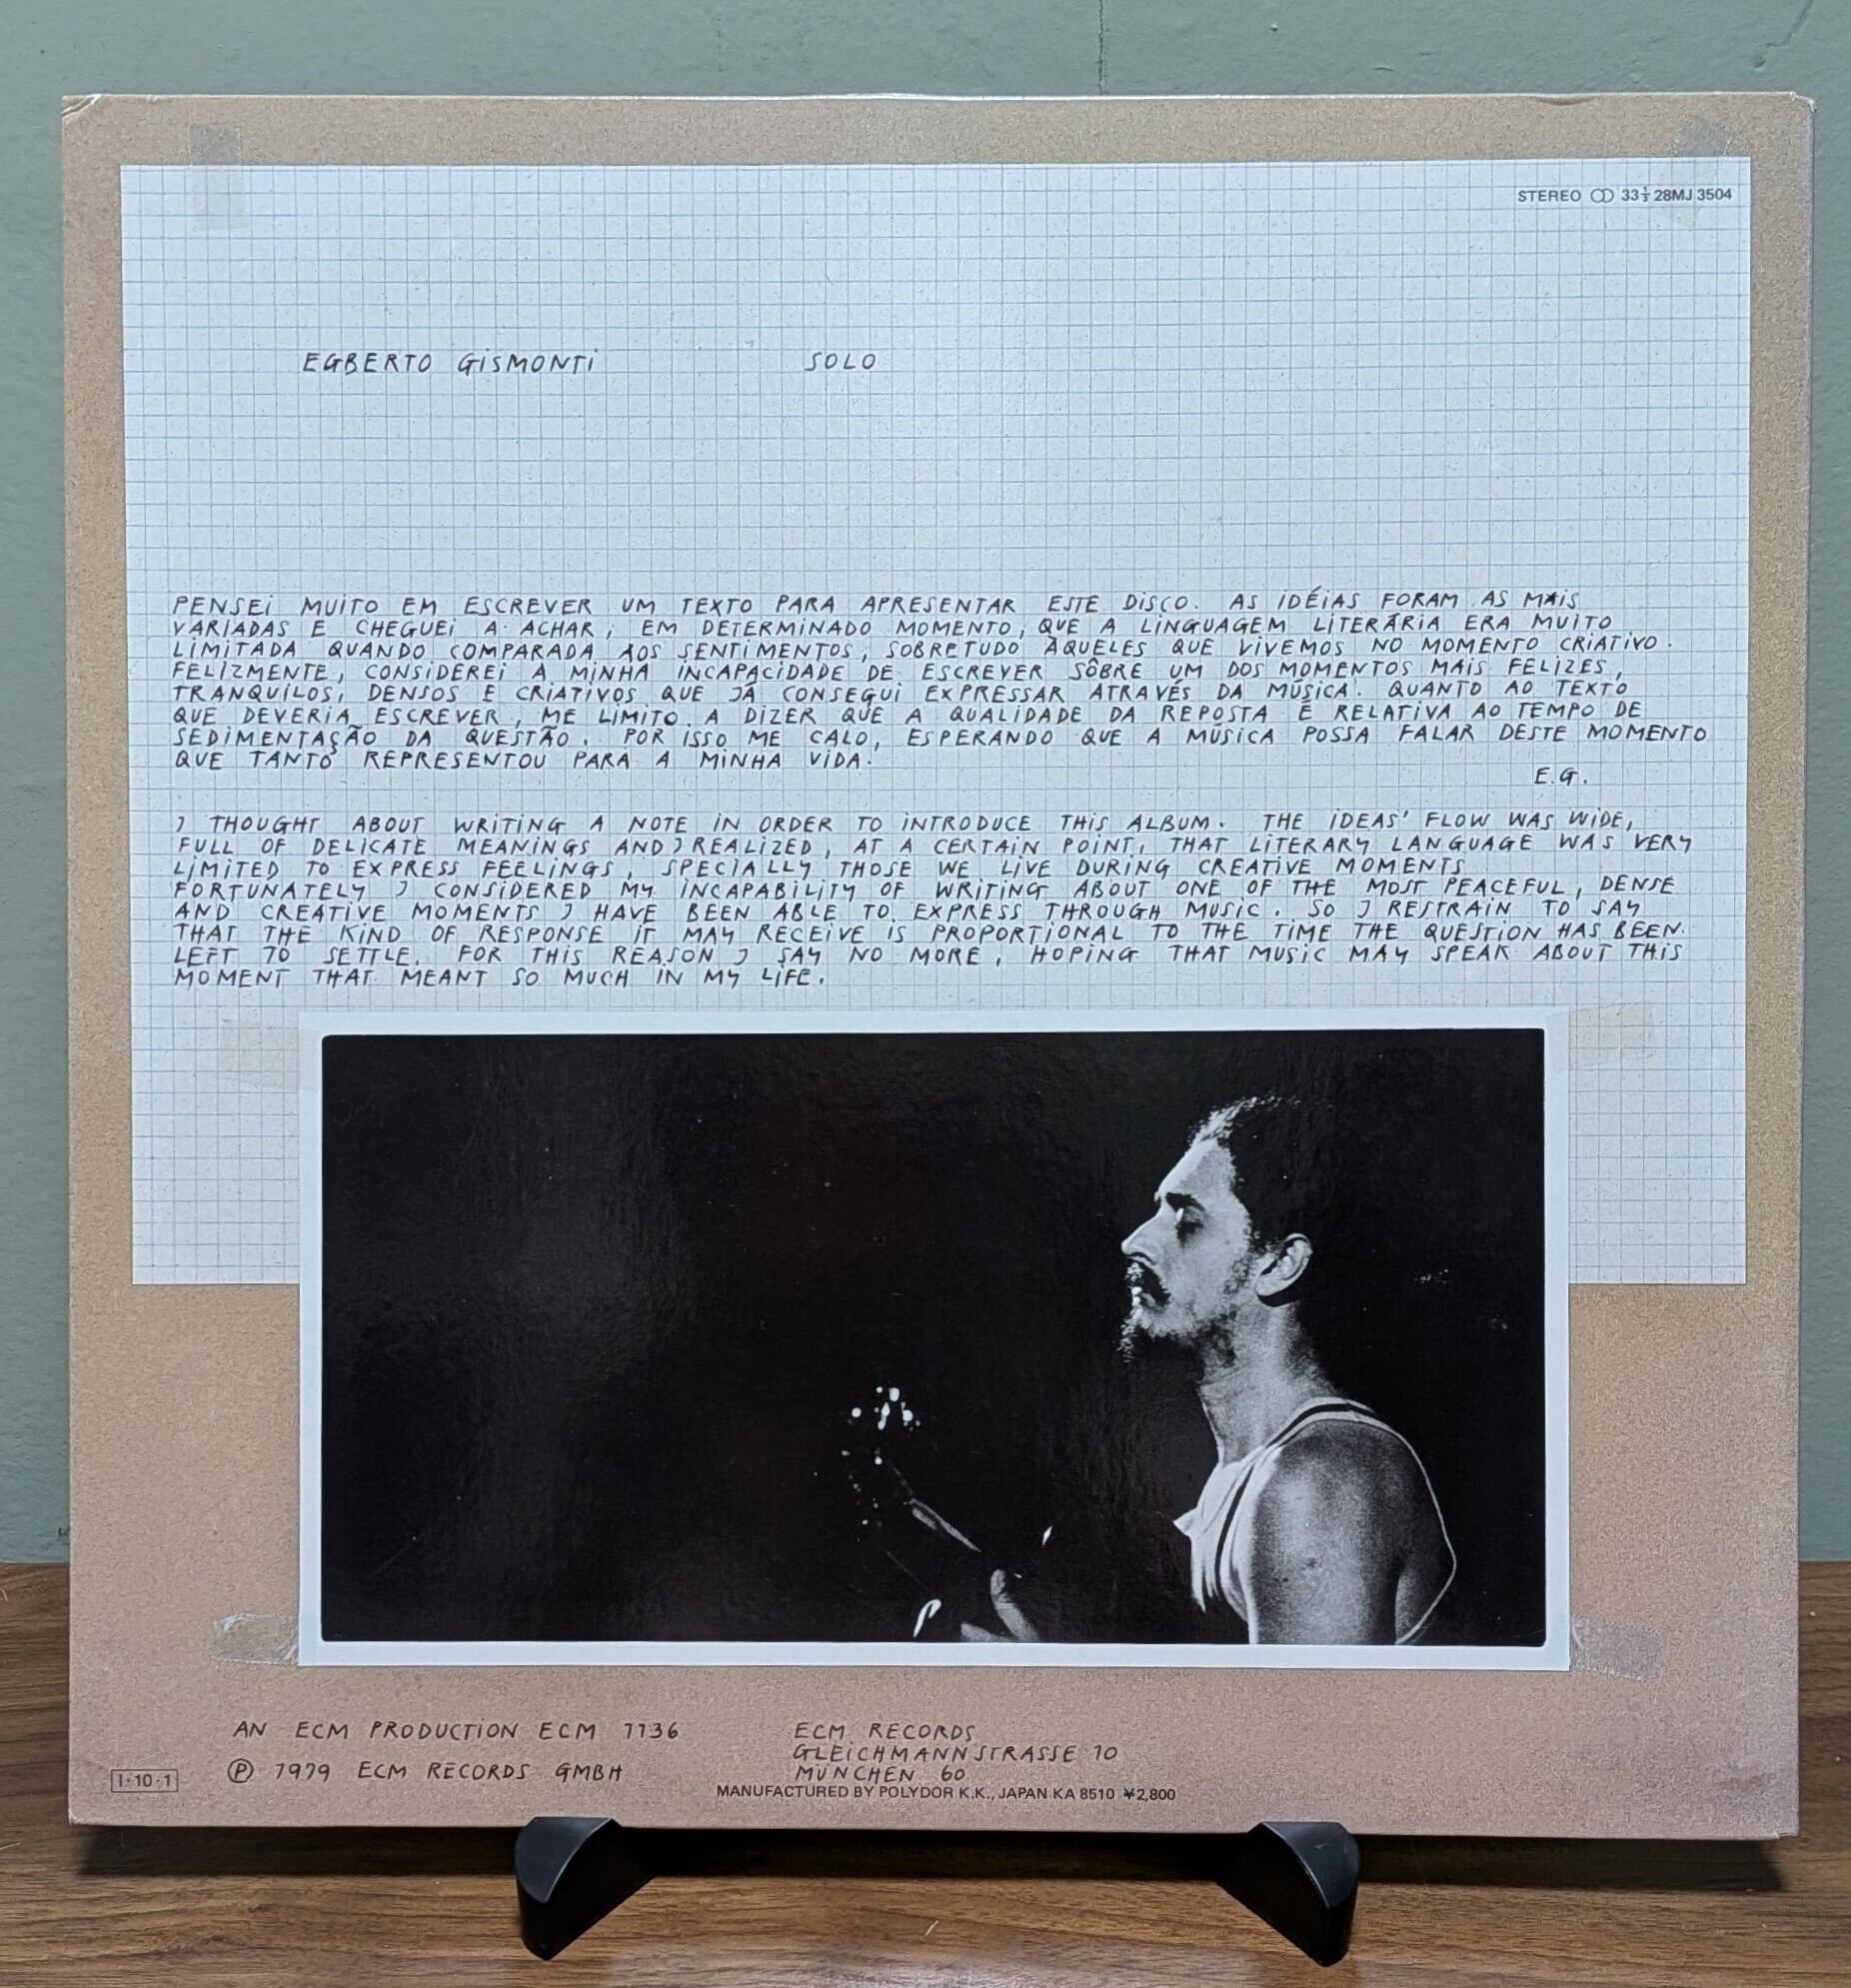 STEREO 33⅓ 28MJ 3504
EGBERTO GISMONTI SOLO
PENSEI MUITO EM ESCREVER UM TEXTO PARA APRESENTAR ESTE DISCO. AS IDÉIAS FORAM AS MAIS
VARIADAS E CHEGUEI A ACHAR, EM DETERMINADO MOMENTO, QUE A LINGUAGEM LITERÁRIA ERA MUITO
LIMITADA QUANDO COMPARADA AOS SENTIMENTOS, SOBRETUDO ÀQUELES QUE VIVEMOS NO MOMENTO CRIATIVO.
FELIZMENTE, CONSIDEREI A MINHA INCAPACIDADE DE ESCREVER SÔBRE UM DOS MOMENTOS MAIS FELIZES,
TRANQUILOS, DENSOS E CRIATIVOS QUE JÁ CONSEGUI EXPRESSAR ATRAVÉS DA MÚSICA. QUANTO AO TEXTO
QUE DEVERIA ESCREVER, ME LIMITO A DIZER QUE A QUALIDADE DA REPOSTA É RELATIVA AO TEMPO DE
SEDIMENTAÇÃO DA QUESTÃO. POR ISSO ME CALO, ESPERANDO QUE A MÚSICA POSSA FALAR DESTE MOMENTO
QUE TANTO REPRESENTOU PARA A MINHA VIDA.
E.G.
I THOUGHT ABOUT WRITING A NOTE IN ORDER TO INTRODUCE THIS ALBUM. THE IDEAS' FLOW WAS WIDE,
FULL OF DELICATE MEANINGS AND I REALIZED, AT A CERTAIN POINT, THAT LITERARY LANGUAGE WAS VERY
LIMITED TO EXPRESS FEELINGS, SPECIALLY THOSE WE LIVE DURING CREATIVE MOMENTS
FORTUNATELY I CONSIDERED MY INCAPABILITY OF WRITING ABOUT ONE OF THE MOST PEACEFUL, DENSE
AND CREATIVE MOMENTS I HAVE BEEN ABLE TO EXPRESS THROUGH MUSIC. SO I RESTRAIN TO SAY
THAT THE KIND OF RESPONSE IT MAY RECEIVE IS PROPORTIONAL TO THE TIME THE QUESTION HAS BEEN
LEFT TO SETTLE. FOR THIS REASON I SAY NO MORE, HOPING THAT MUSIC MAY SPEAK ABOUT THIS
MOMENT THAT MEANT SO MUCH IN MY LIFE.
AN ECM PRODUCTION ECM 1136
℗ 1979 ECM RECORDS GMBH
ECM RECORDS
GLEICHMANNSTRASSE 10
MÜNCHEN 60
I·10·1
MANUFACTURED BY POLYDOR K.K., JAPAN KA 8510 ¥2,800